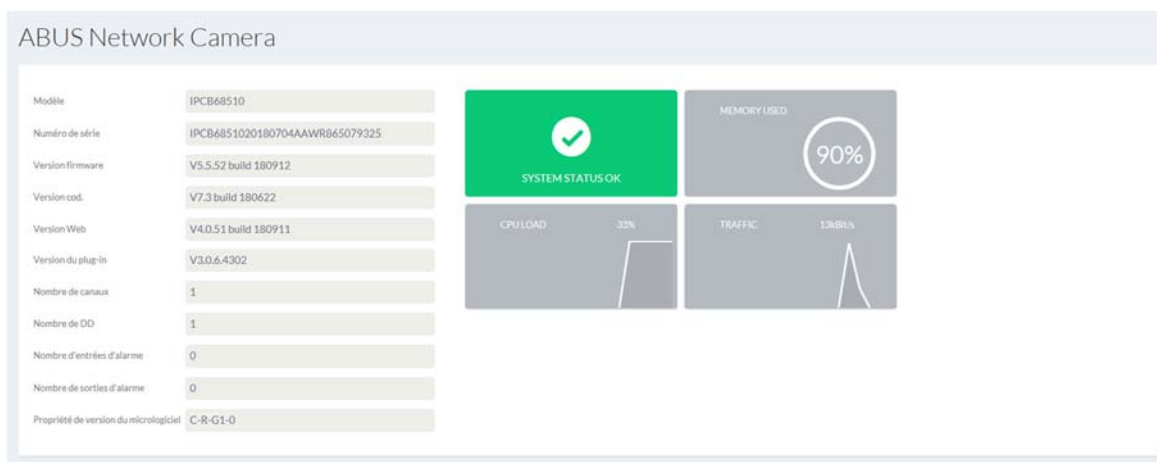 ABUS Network Camera
Modèle IPCB68510
Numéro de série IPCB6851020180704AAWR865079325
Version firmware V5.5.52 build 180912
Version cod. V7.3 build 180622
Version Web V4.0.51 build 180911
Version du plug-in V3.0.6.4302
Nombre de canaux 1
Nombre de DD 1
Nombre d'entrées d'alarme 0
Nombre de sorties d'alarme 0
Propriété de version du micrologiciel C-R-G1-0
SYSTEM STATUS OK
MEMORY USED
90%
CPU LOAD 33%
TRAFFIC 13kBit/s